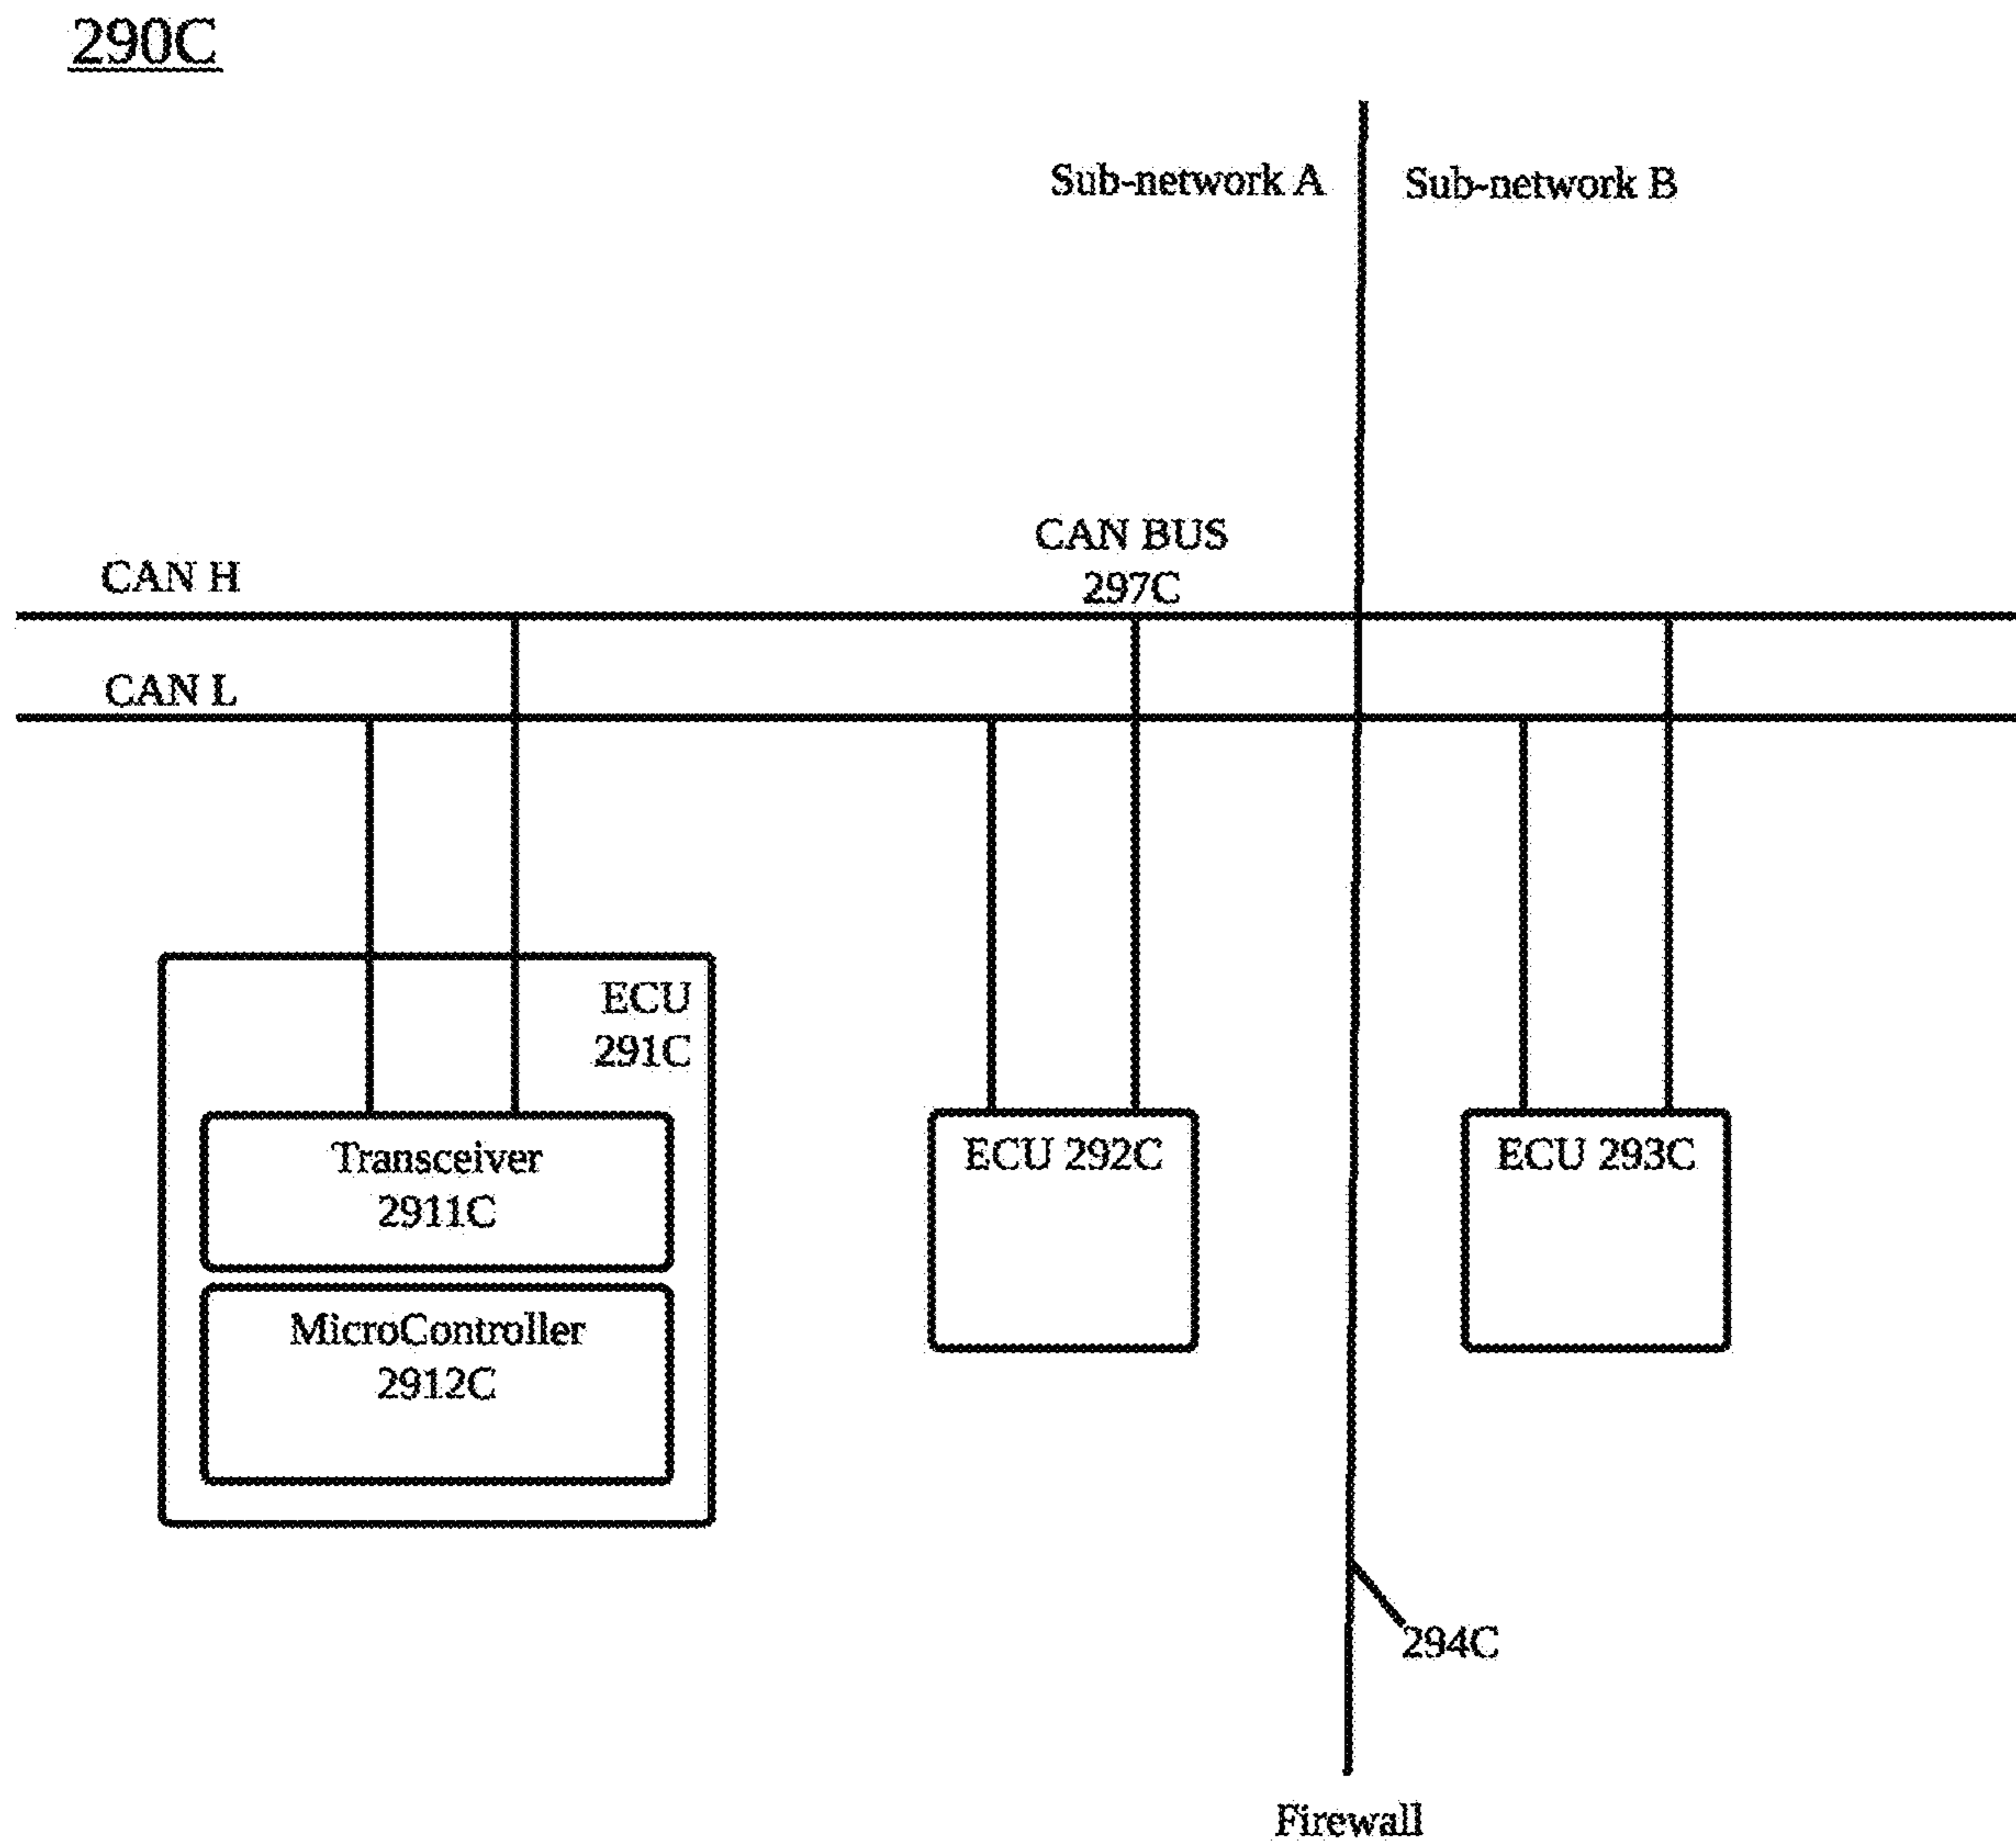 290C
Sub-network A
Sub-network B
CAN BUS
297C
CAN H
CAN L
ECU
291C
Transceiver
2911C
MicroController
2912C
ECU 292C
ECU 293C
294C
Firewall